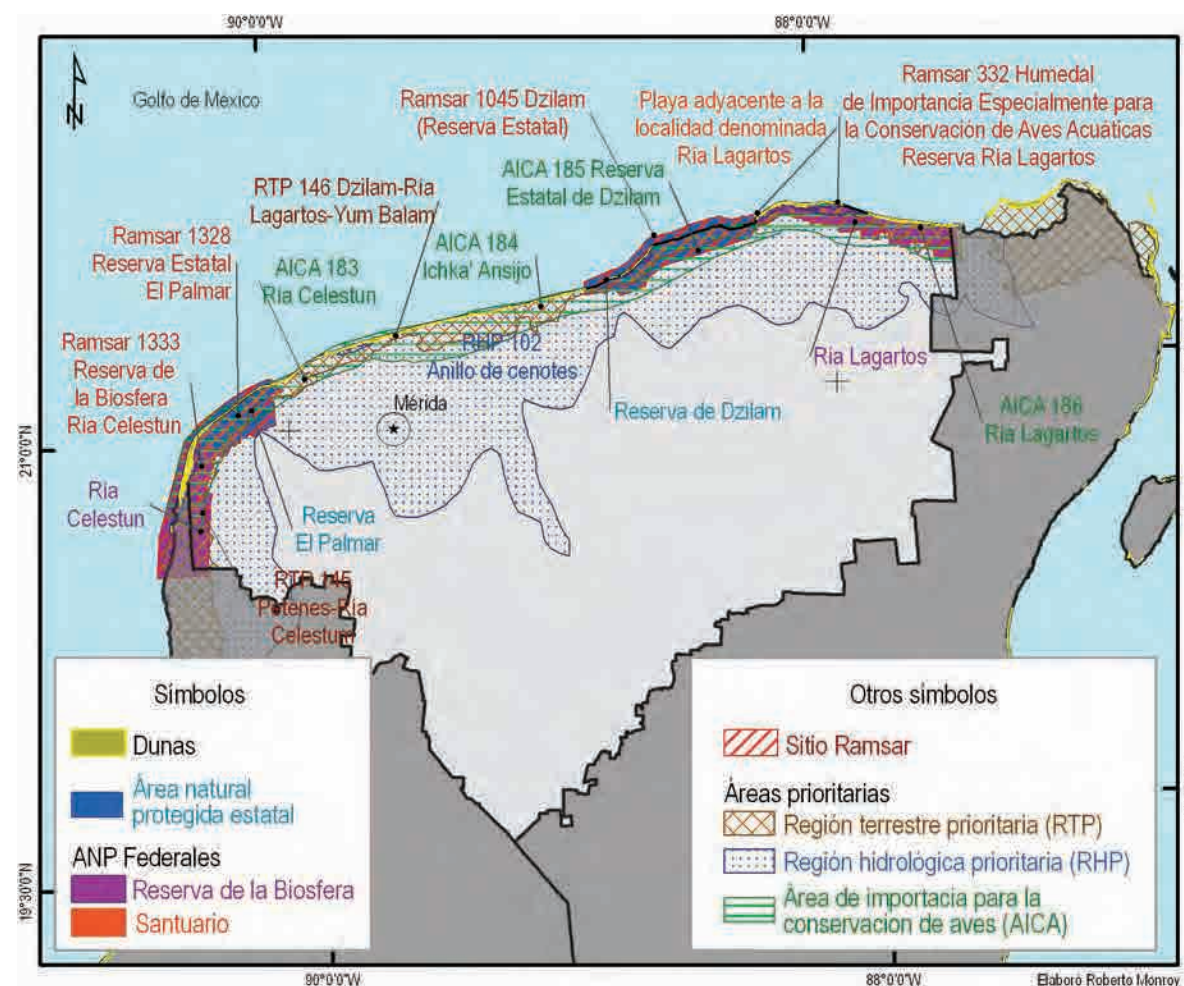 90°0'0"W
88°0'0"W
N
Golfo de México
Ramsar 1045 Dzilam
(Reserva Estatal)
Playa adyacente a la
localidad denominada
Ría Lagartos
Ramsar 332 Humedal
de Importancia Especialmente para
la Conservación de Aves Acuáticas
Reserva Ría Lagartos
AICA 185 Reserva
Estatal de Dzilam
RTP 146 Dzilam-Ría
Lagartos-Yum Balam
Ramsar 1328
Reserva Estatal
El Palmar
AICA 183
Ría Celestun
AICA 184
Ichka' Ansijo
Ramsar 1333
Reserva de
la Biosfera
Ría Celestun
RHP 102
Anillo de cenotes
Ría Lagartos
Mérida
Reserva de Dzilam
AICA 186
Ría Lagartos
21°0'0"N
Ría
Celestun
Reserva
El Palmar
RTP 145
Petenes-Ría
Celestum
Símbolos
Dunas
Área natural
protegida estatal
ANP Federales
Reserva de la Biosfera
Santuario
Otros símbolos
Sitio Ramsar
Áreas prioritarias
Región terrestre prioritaria (RTP)
Región hidrológica prioritaria (RHP)
Área de importacia para la
conservación de aves (AICA)
19°30'0"N
90°0'0"W
88°0'0"W
Elaboró Roberto Monroy